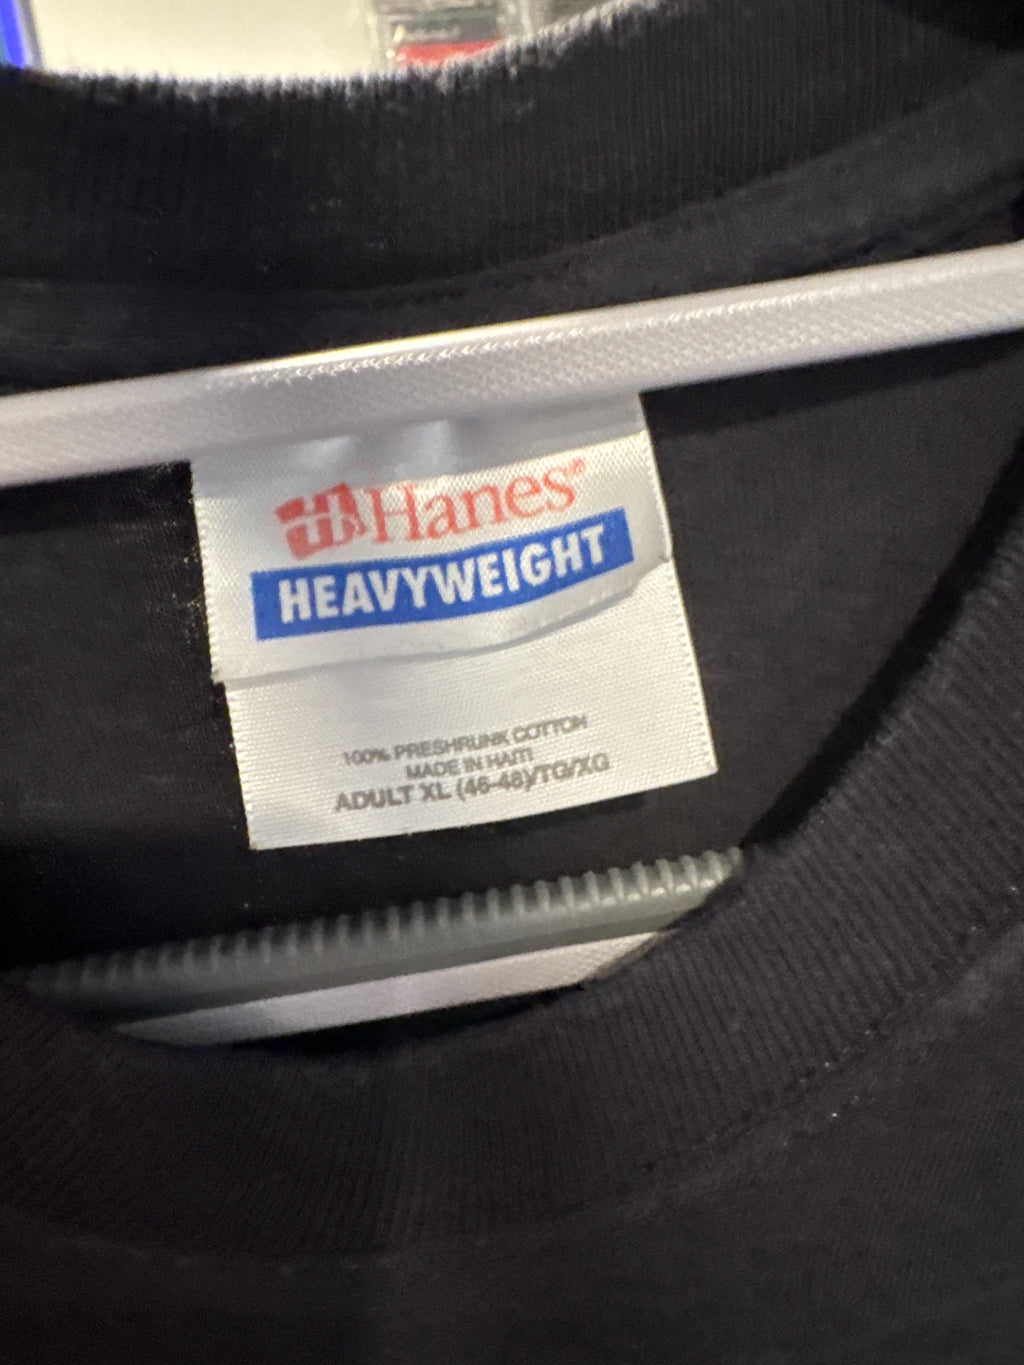 Hanes®
HEAVYWEIGHT
100% PRESHRUNK COTTON
MADE IN HAITI
ADULT XL (46-48)/TG/XG